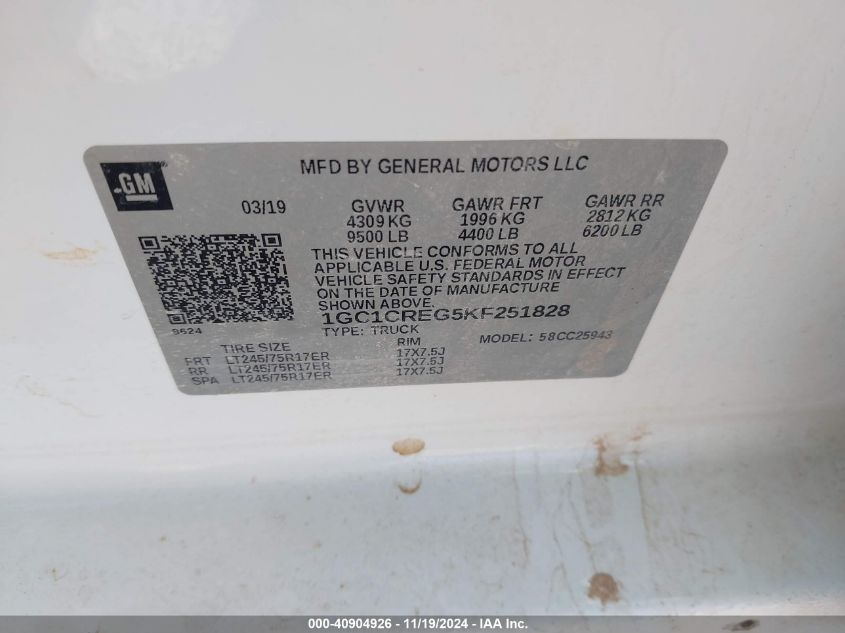 GM
MFD BY GENERAL MOTORS LLC
03/19 GVWR GAWR FRT GAWR RR
4309 KG 1996 KG 2812 KG
9500 LB 4400 LB 6200 LB
THIS VEHICLE CONFORMS TO ALL
APPLICABLE U.S. FEDERAL MOTOR
VEHICLE SAFETY STANDARDS IN EFFECT
ON THE DATE OF MANUFACTURE
SHOWN ABOVE.
1GC1CREG5KF251828
9624 TYPE: TRUCK MODEL: 58CC25943
TIRE SIZE RIM
FRT LT245/75R17ER 17X7.5J
RR LT245/75R17ER 17X7.5J
SPA LT245/75R17ER 17X7.5J
000-40904926 - 11/19/2024 - IAA Inc.